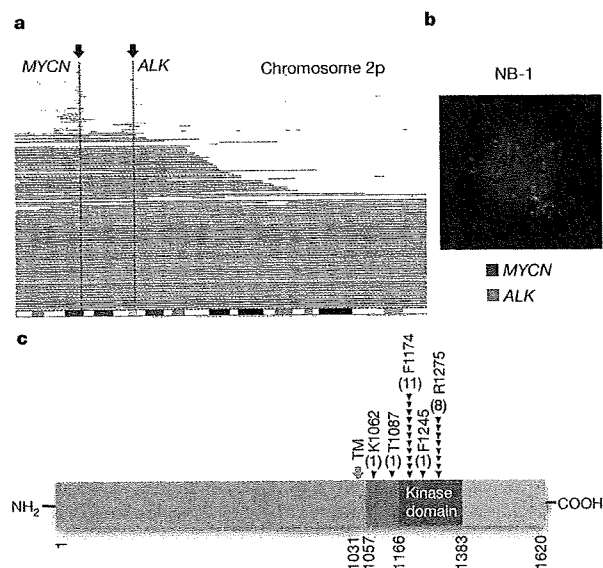 a
MYCN
ALK
Chromosome 2p
b
NB-1
MYCN
ALK
c
TM
(1) K1062
(1) T1087
(11) F1174
(1) F1245
(8) R1275
NH2
Kinase
domain
COOH
1
1031
1057
1166
1383
1620